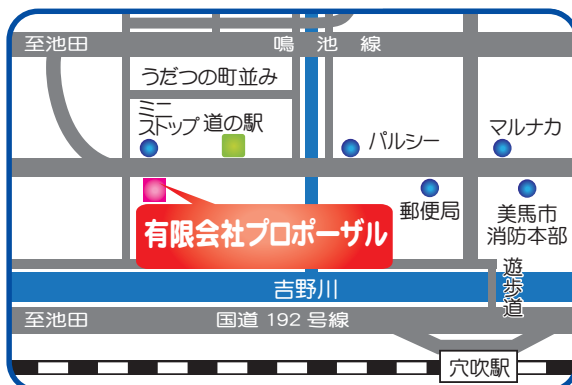 至池田
鳴池線
うだつの町並み
ミニ
ストップ
道の駅
パルシー
マルナカ
有限会社プロポーザル
郵便局
美馬市
消防本部
遊歩道
吉野川
至池田
国道192号線
穴吹駅